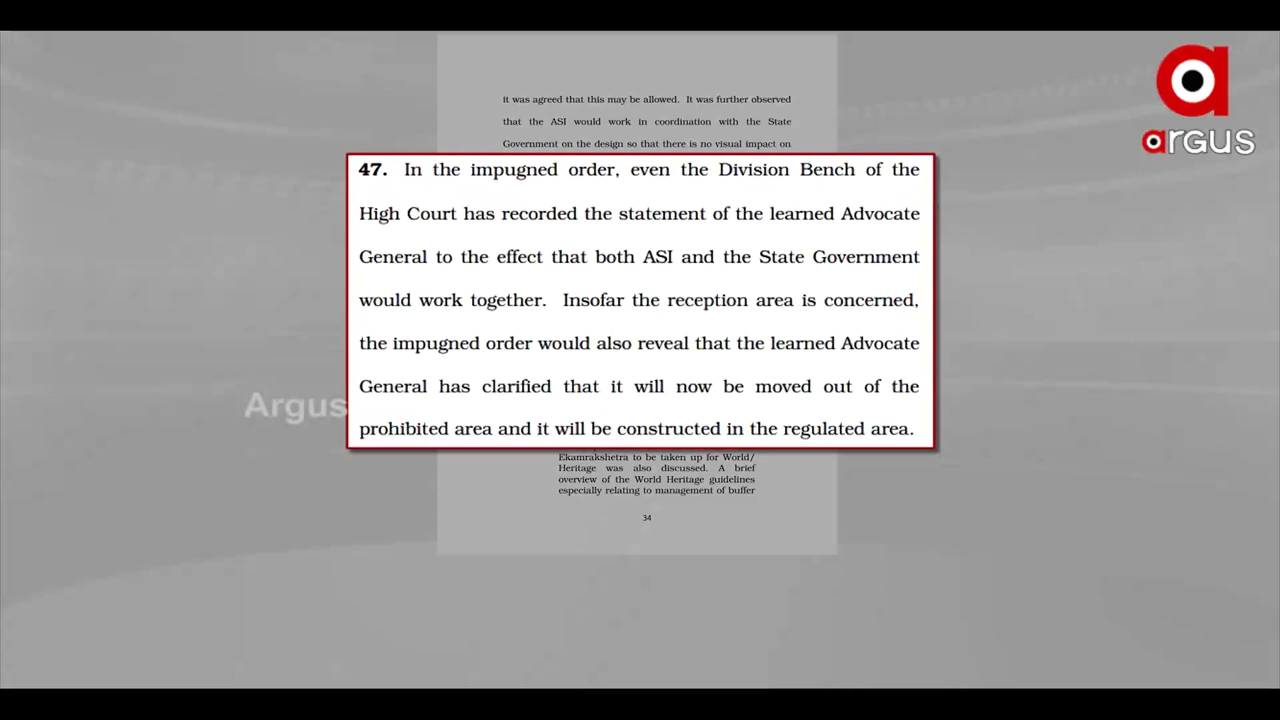 it was agreed that this may be allowed. It was further observed
that the ASI would work in coordination with the State
Government on the design so that there is no visual impact on
47. In the impugned order, even the Division Bench of the
High Court has recorded the statement of the learned Advocate
General to the effect that both ASI and the State Government
would work together. Insofar the reception area is concerned,
the impugned order would also reveal that the learned Advocate
General has clarified that it will now be moved out of the
prohibited area and it will be constructed in the regulated area.
Ekamrakshetra to be taken up for World/
Heritage was also discussed. A brief
overview of the World Heritage guidelines
especially relating to management of buffer
34
Argus
argus